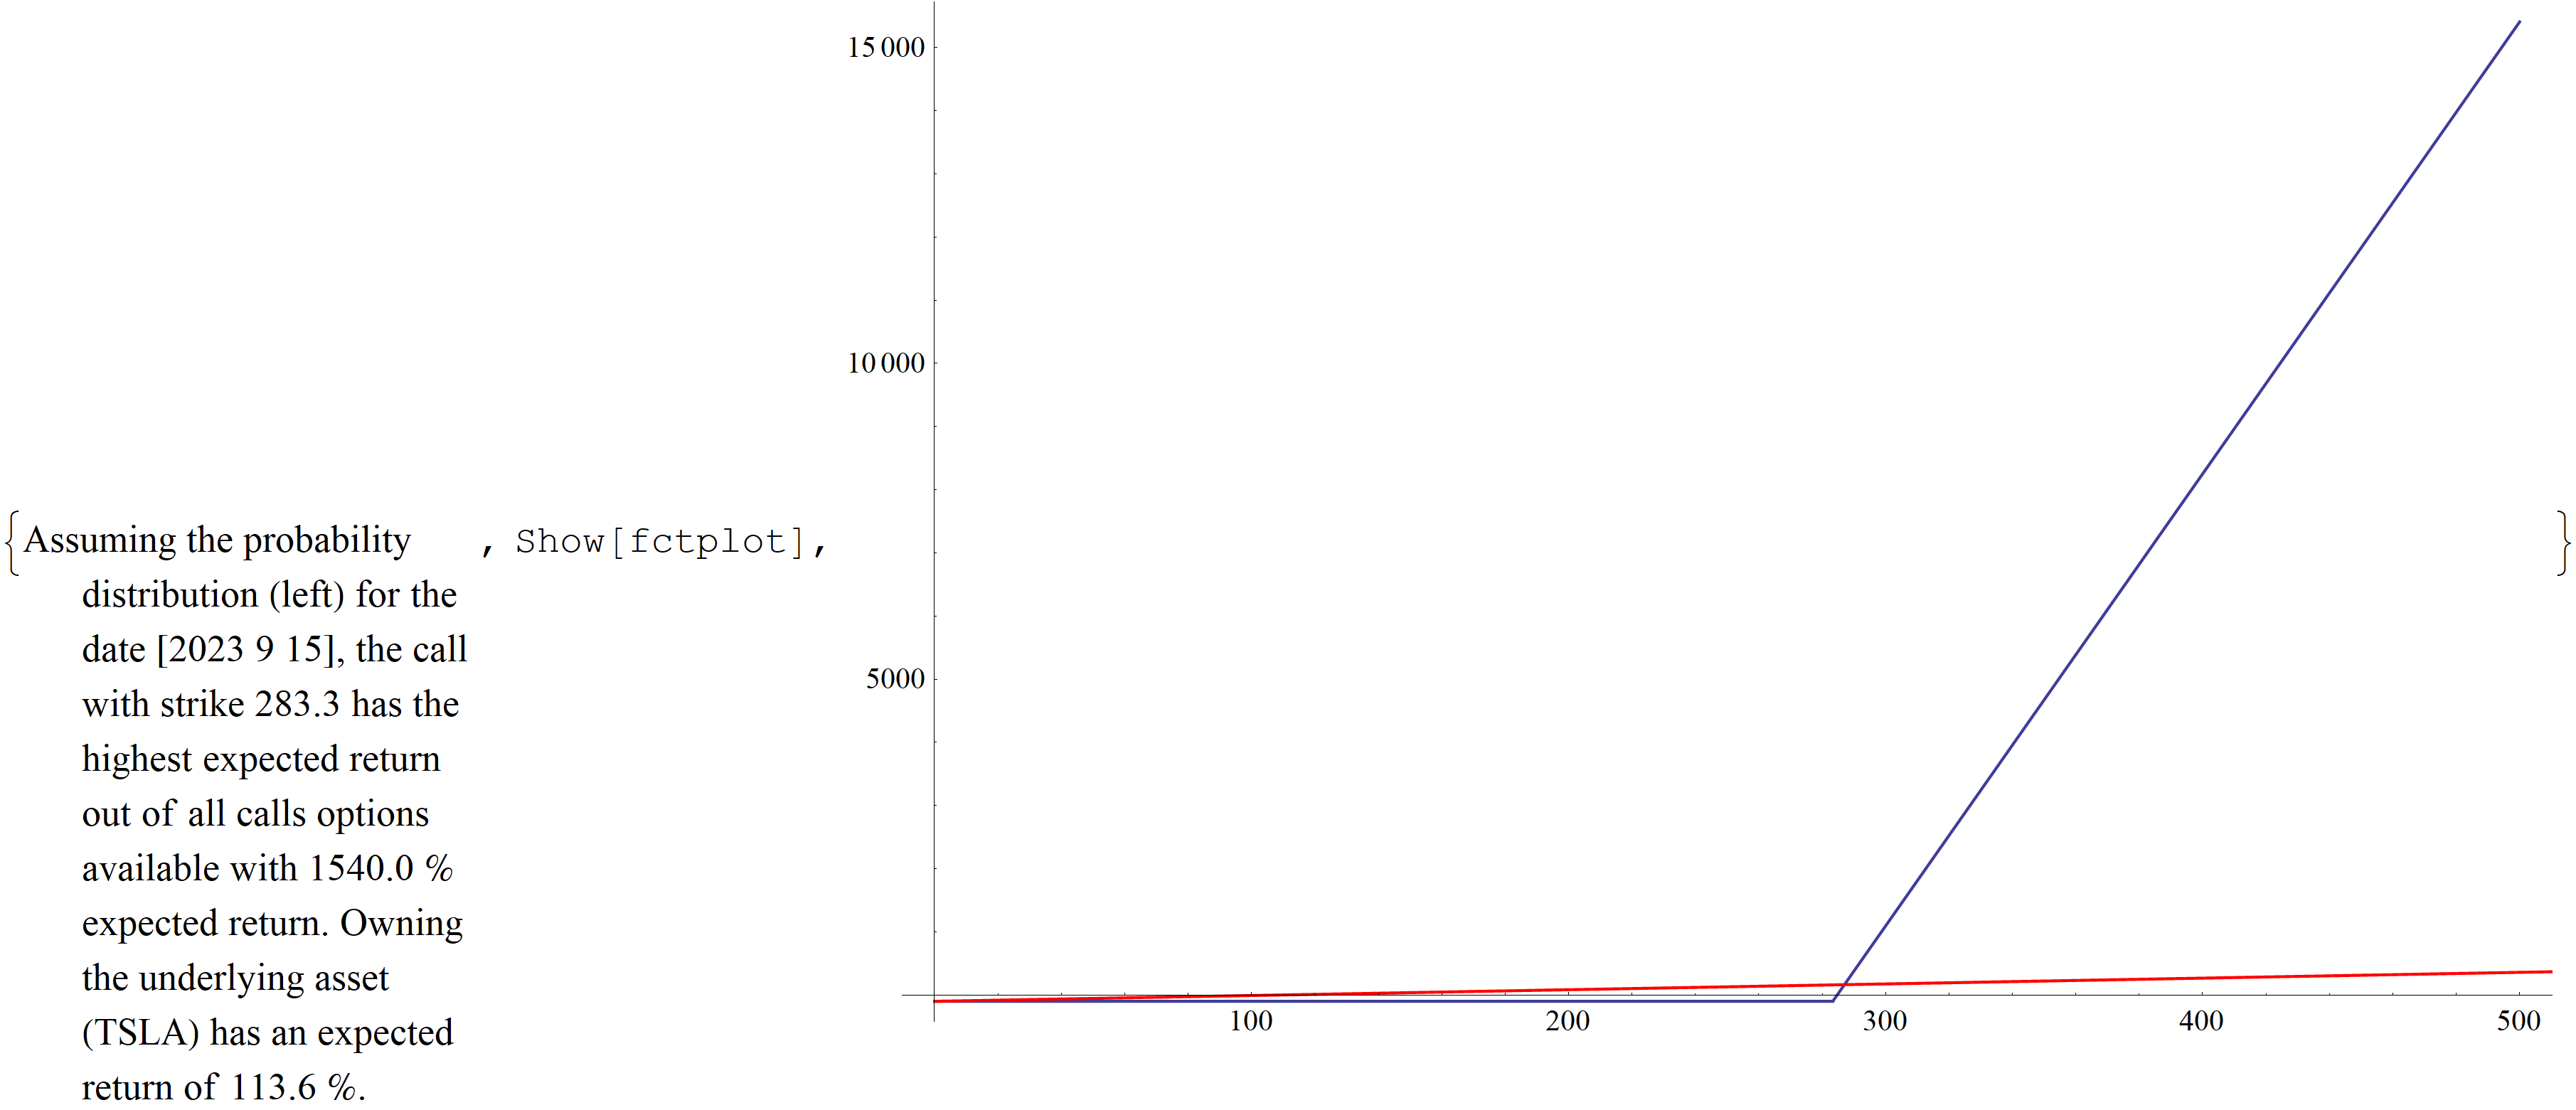 15 000
10 000
5000
{Assuming the probability , Show[fctplot], }
distribution (left) for the
date [2023 9 15], the call
with strike 283.3 has the
highest expected return
out of all calls options
available with 1540.0 %
expected return. Owning
the underlying asset
(TSLA) has an expected
return of 113.6 %.
100 200 300 400 500